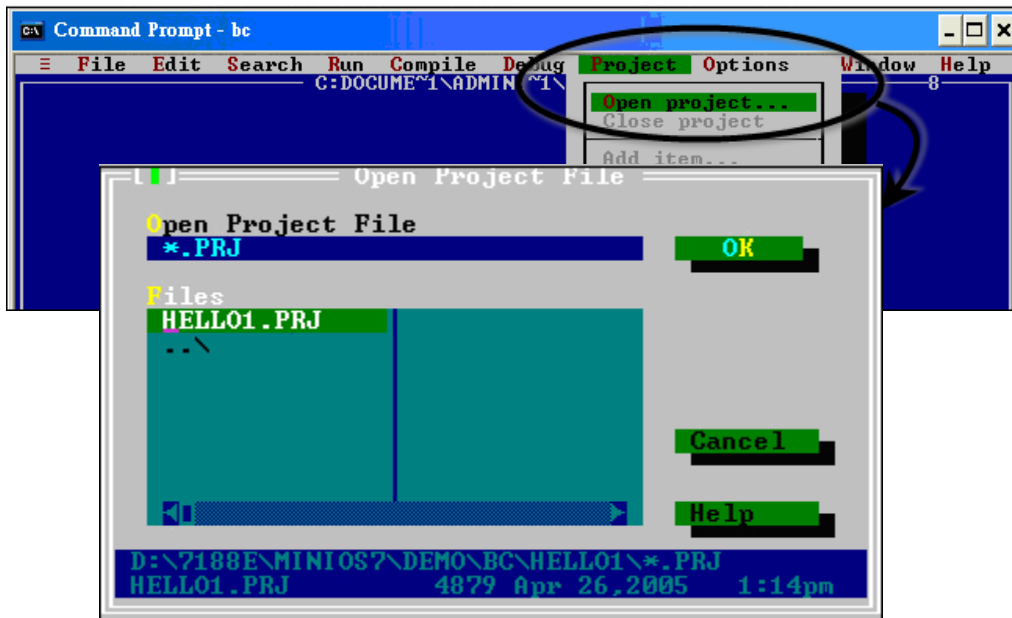 Command Prompt - bc
≡ File Edit Search Run Compile Debug Project Options Window Help
C:DOCUME~1\ADMIN ~1\ 8
Open project...
Close project
Add item...
Open Project File
Open Project File
*.PRJ
OK
Files
HELLO1.PRJ
..\
Cancel
Help
D:\7188E\MINIOS7\DEMO\BC\HELLO1\*.PRJ
HELLO1.PRJ 4879 Apr 26,2005 1:14pm